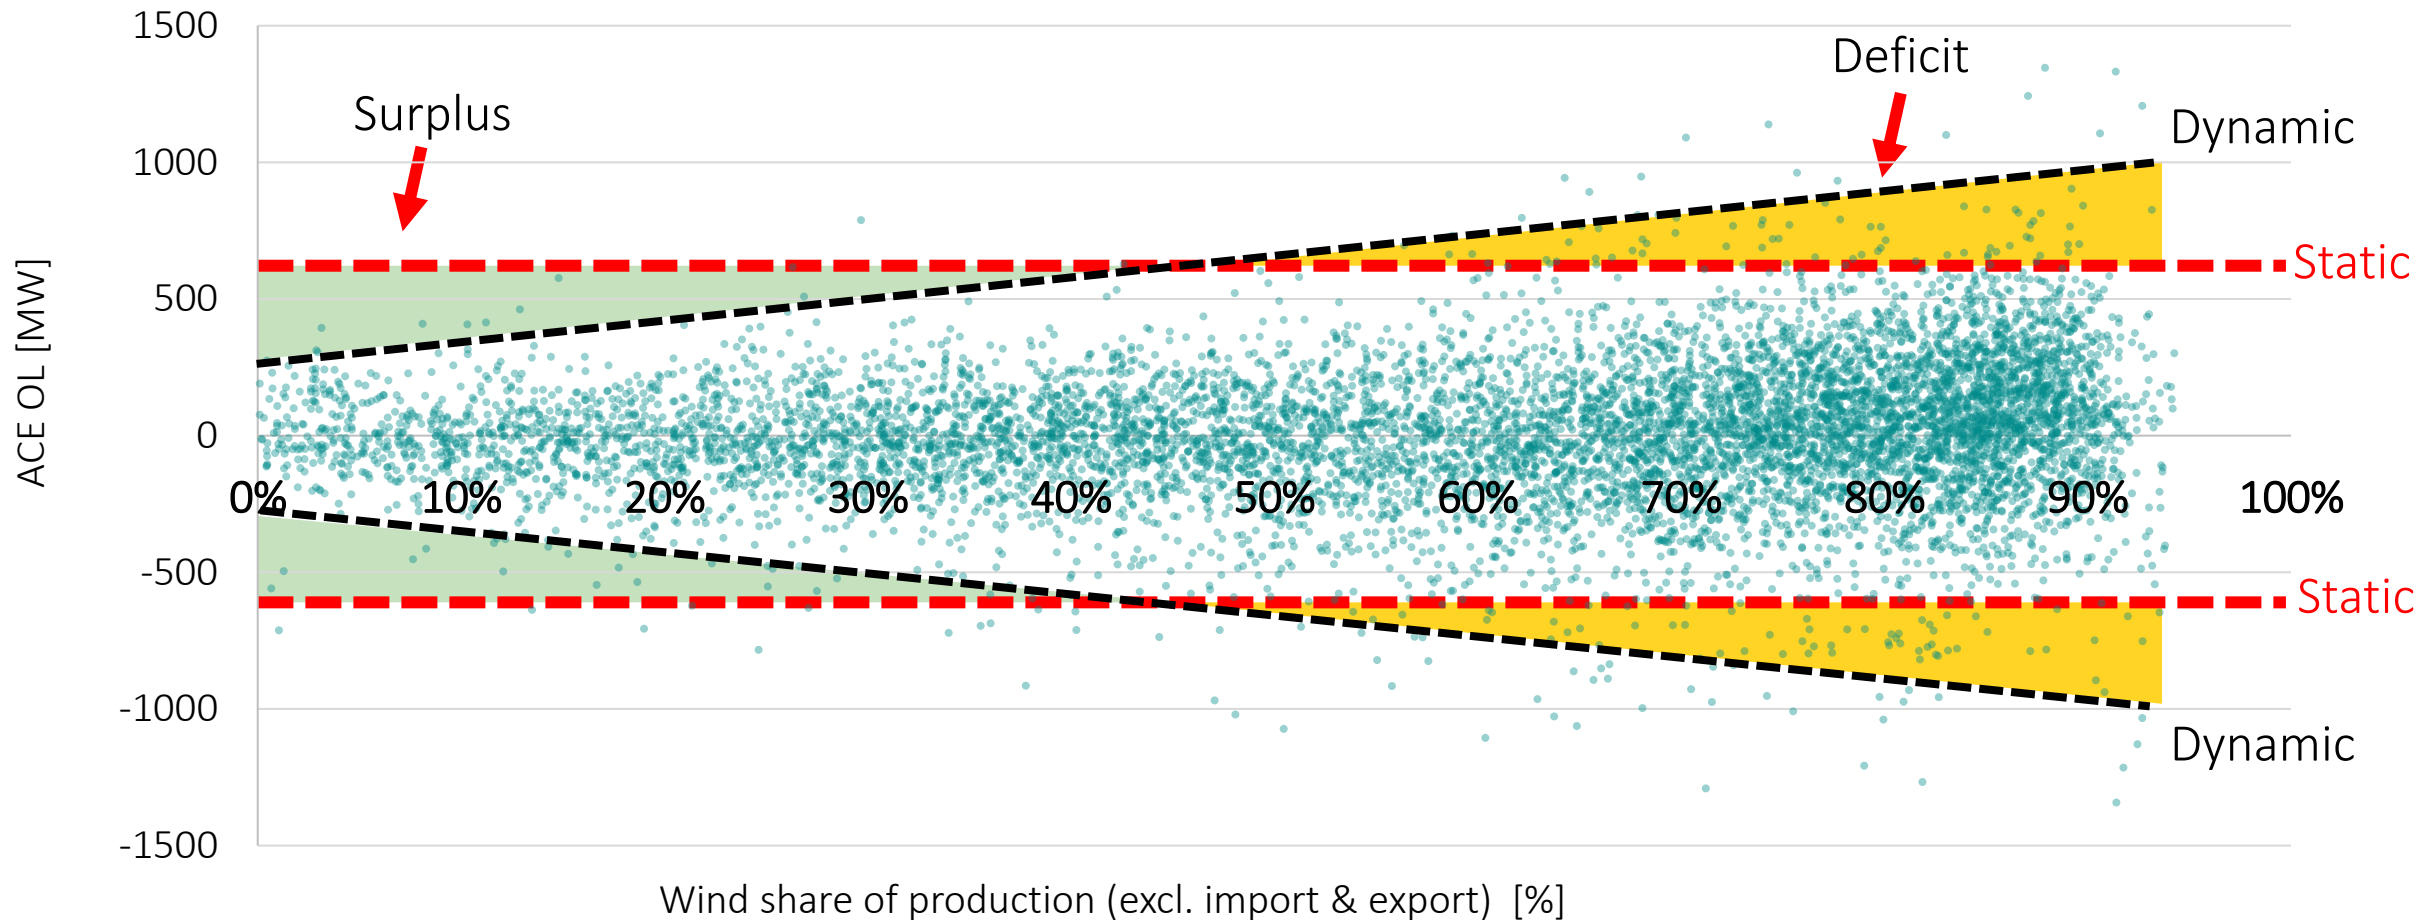 1500
Deficit
Surplus
Dynamic
1000
Static
500
ACE OL [MW]
0
0% 10% 20% 30% 40% 50% 60% 70% 80% 90% 100%
-500
Static
-1000
Dynamic
-1500
Wind share of production (excl. import & export) [%]